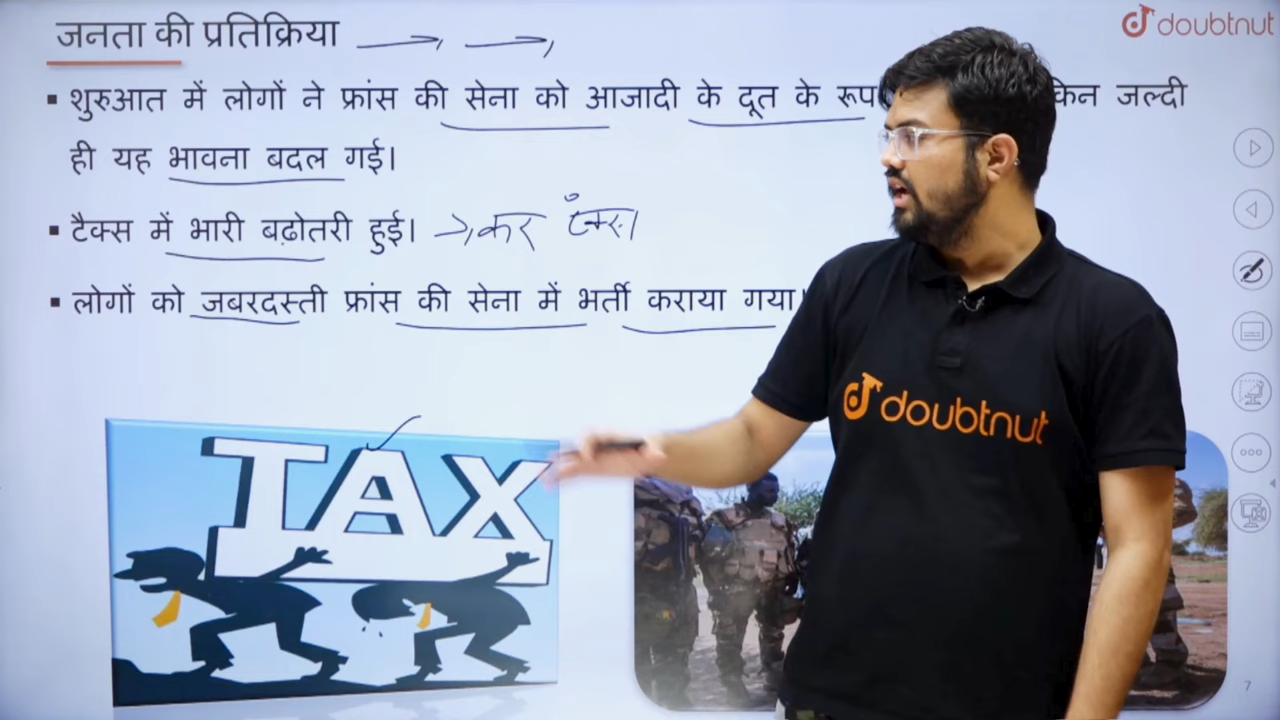 जनता की प्रतिक्रिया
doubtnut
▪ शुरुआत में लोगों ने फ्रांस की सेना को आजादी के दूत के रूप किन जल्दी
ही यह भावना बदल गई।
▪ टैक्स में भारी बढ़ोतरी हुई। → कर टैक्स
▪ लोगों को जबरदस्ती फ्रांस की सेना में भर्ती कराया गया।
doubtnut
TAX
7